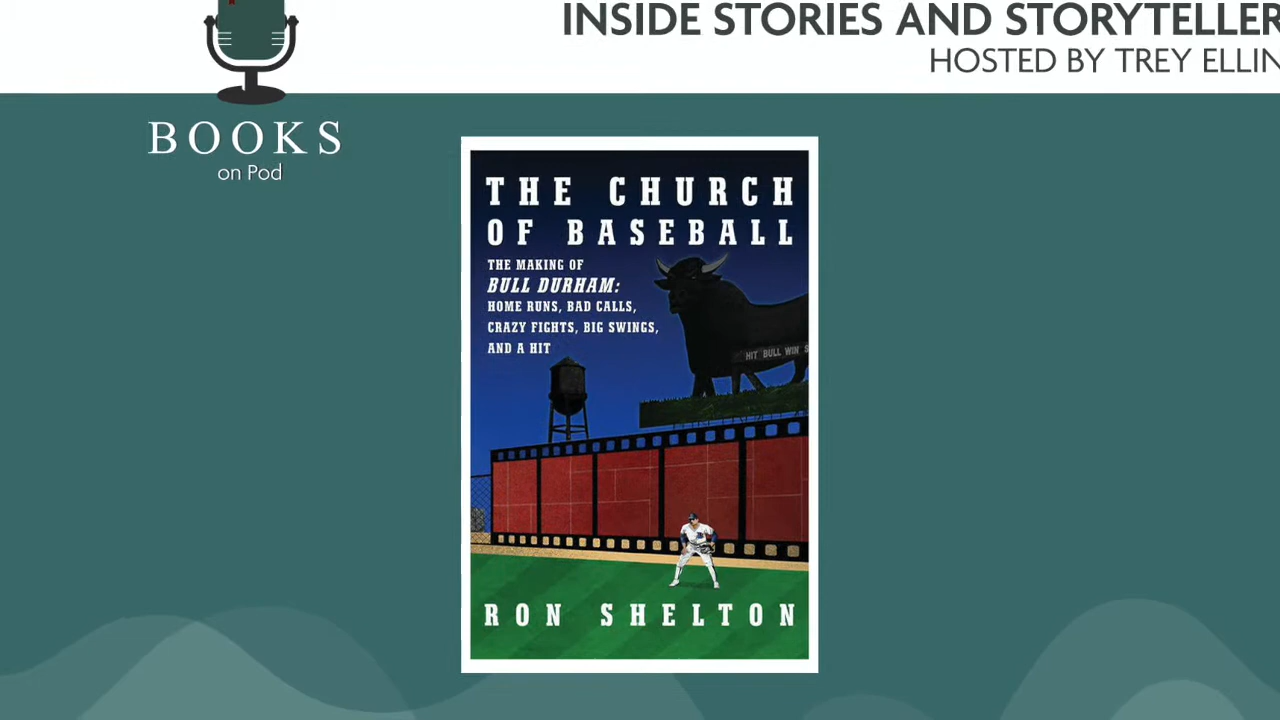 INSIDE STORIES AND STORYTELLER
HOSTED BY TREY ELLIN
BOOKS
on Pod
THE CHURCH
OF BASEBALL
THE MAKING OF
BULL DURHAM:
HOME RUNS, BAD CALLS,
CRAZY FIGHTS, BIG SWINGS,
AND A HIT
HIT BULL WIN S
RON SHELTON